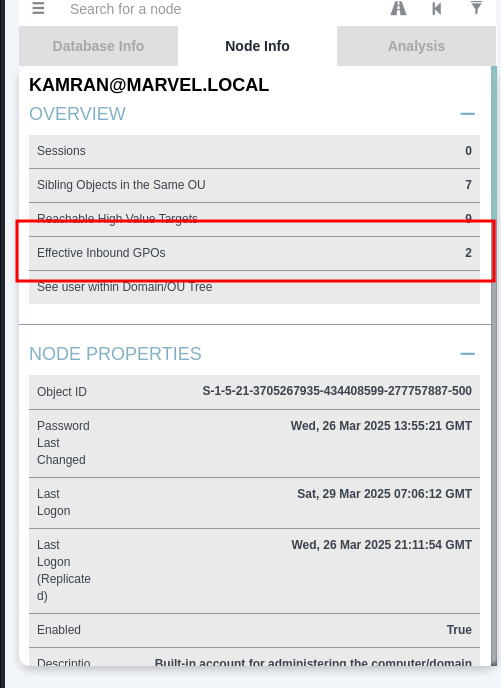 Search for a node
Database Info Node Info Analysis
KAMRAN@MARVEL.LOCAL
OVERVIEW
Sessions 0
Sibling Objects in the Same OU 7
Reachable High Value Targets 9
Effective Inbound GPOs 2
See user within Domain/OU Tree
NODE PROPERTIES
Object ID S-1-5-21-3705267935-434408599-277757887-500
Password Wed, 26 Mar 2025 13:55:21 GMT
Last
Changed
Last Sat, 29 Mar 2025 07:06:12 GMT
Logon
Last Wed, 26 Mar 2025 21:11:54 GMT
Logon
(Replicate
d)
Enabled True
Descriptio Built-in account for administering the computer/domain